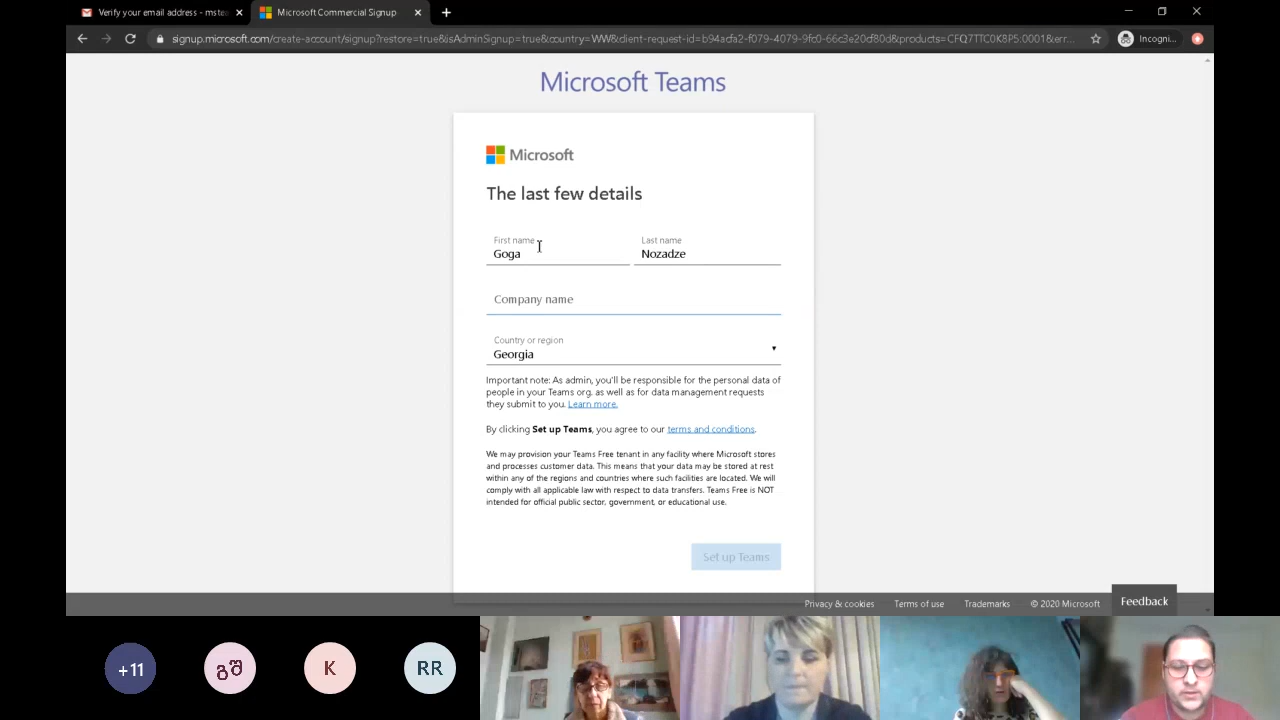 Verify your email address - mste
Microsoft Commercial Signup
signup.microsoft.com/create-account/signup?restore=true&isAdminSignup=true&country=WW&client-request-id=b94adfa2-f079-4079-9fc0-66c3e20df80d&products=CFQ7TTC0K8P5:0001&err...
Incogni...
Microsoft Teams
Microsoft
The last few details
First name
Last name
Goga
Nozadze
Company name
Country or region
Georgia
Important note: As admin, you'll be responsible for the personal data of
people in your Teams org. as well as for data management requests
they submit to you. Learn more.
By clicking Set up Teams, you agree to our terms and conditions.
We may provision your Teams Free tenant in any facility where Microsoft stores
and processes customer data. This means that your data may be stored at rest
within any of the regions and countries where such facilities are located. We will
comply with all applicable law with respect to data transfers. Teams Free is NOT
intended for official public sector, government, or educational use.
Set up Teams
Privacy & cookies
Terms of use
Trademarks
© 2020 Microsoft
Feedback
+11
გშ
K
RR